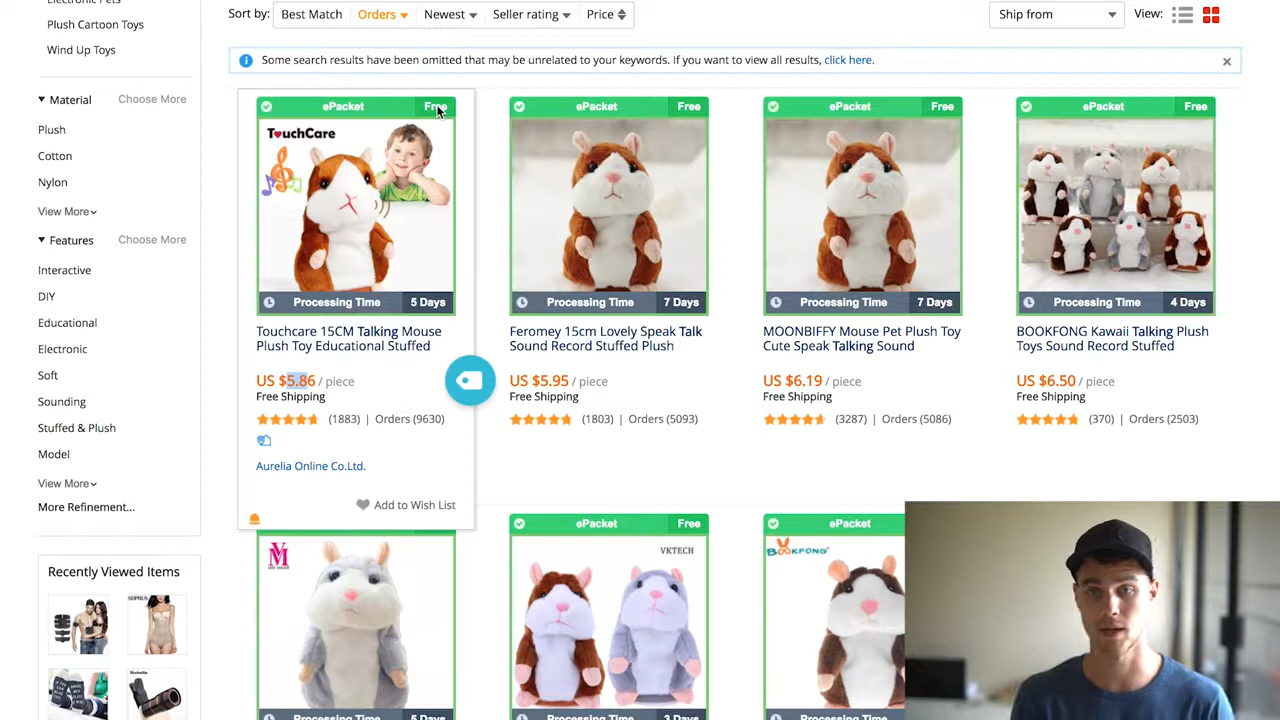 Electronic Pets
Plush Cartoon Toys
Wind Up Toys
Sort by: Best Match Orders Newest Seller rating Price Ship from View:
Some search results have been omitted that may be unrelated to your keywords. If you want to view all results, click here.
Material Choose More
Plush
Cotton
Nylon
View More
Features Choose More
Interactive
DIY
Educational
Electronic
Soft
Sounding
Stuffed & Plush
Model
View More
More Refinement...
Recently Viewed Items
SDPRUS
ePacket Free
TouchCare
Processing Time 5 Days
Touchcare 15CM Talking Mouse
Plush Toy Educational Stuffed
US $5.86 / piece
Free Shipping
(1883) | Orders (9630)
Aurelia Online Co.Ltd.
Add to Wish List
ePacket Free
Processing Time 7 Days
Feromey 15cm Lovely Speak Talk
Sound Record Stuffed Plush
US $5.95 / piece
Free Shipping
(1803) | Orders (5093)
ePacket Free
Processing Time 7 Days
MOONBIFFY Mouse Pet Plush Toy
Cute Speak Talking Sound
US $6.19 / piece
Free Shipping
(3287) | Orders (5086)
ePacket Free
Processing Time 4 Days
BOOKFONG Kawaii Talking Plush
Toys Sound Record Stuffed
US $6.50 / piece
Free Shipping
(370) | Orders (2503)
Processing Time 5 Days
ePacket Free
VKTECH
Processing Time 3 Days
ePacket
BOOKFONG
Processing Time